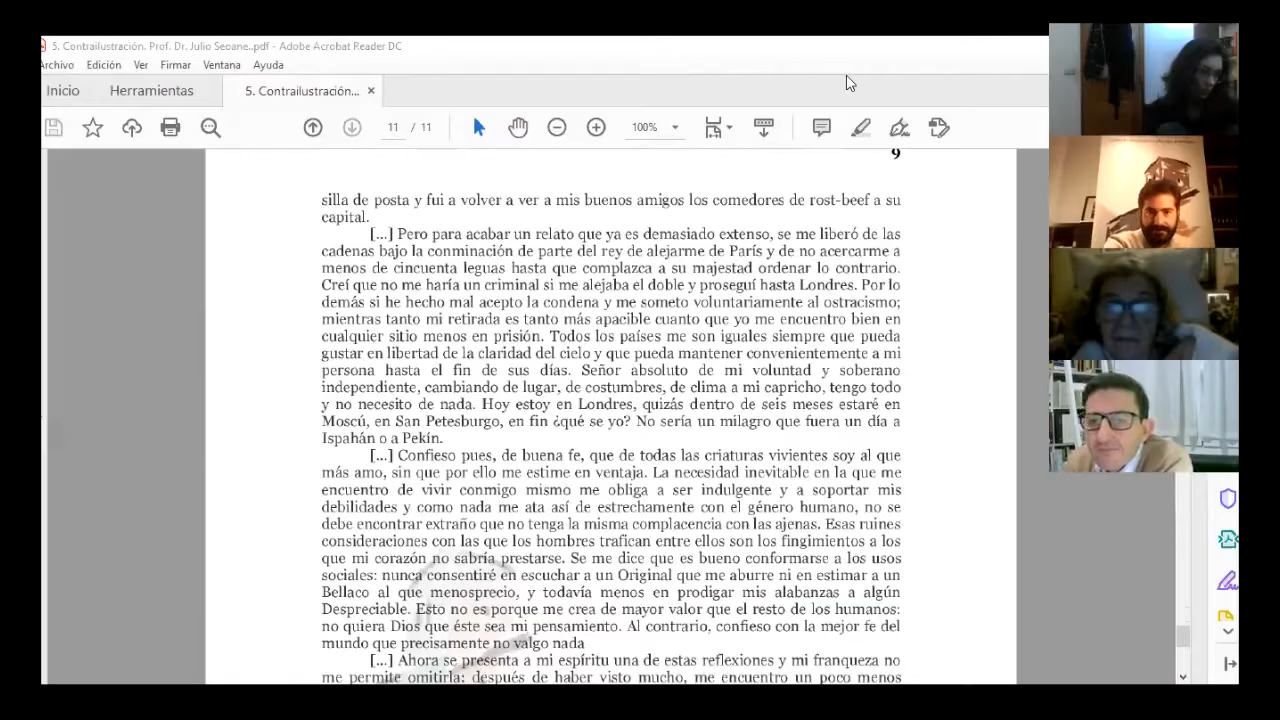 5. Contrailustración. Prof. Dr. Julio Seoane..pdf - Adobe Acrobat Reader DC
Archivo Edición Ver Firmar Ventana Ayuda
Inicio Herramientas 5. Contrailustración... ×
11 / 11 100%
9
silla de posta y fui a volver a ver a mis buenos amigos los comedores de rost-beef a su
capital.
[...] Pero para acabar un relato que ya es demasiado extenso, se me liberó de las
cadenas bajo la conminación de parte del rey de alejarme de París y de no acercarme a
menos de cincuenta leguas hasta que complazca a su majestad ordenar lo contrario.
Creí que no me haría un criminal si me alejaba el doble y proseguí hasta Londres. Por lo
demás si he hecho mal acepto la condena y me someto voluntariamente al ostracismo;
mientras tanto mi retirada es tanto más apacible cuanto que yo me encuentro bien en
cualquier sitio menos en prisión. Todos los países me son iguales siempre que pueda
gustar en libertad de la claridad del cielo y que pueda mantener convenientemente a mi
persona hasta el fin de sus días. Señor absoluto de mi voluntad y soberano
independiente, cambiando de lugar, de costumbres, de clima a mi capricho, tengo todo
y no necesito de nada. Hoy estoy en Londres, quizás dentro de seis meses estaré en
Moscú, en San Petesburgo, en fin ¿qué se yo? No sería un milagro que fuera un día a
Ispahán o a Pekín.
[...] Confieso pues, de buena fe, que de todas las criaturas vivientes soy al que
más amo, sin que por ello me estime en ventaja. La necesidad inevitable en la que me
encuentro de vivir conmigo mismo me obliga a ser indulgente y a soportar mis
debilidades y como nada me ata así de estrechamente con el género humano, no se
debe encontrar extraño que no tenga la misma complacencia con las ajenas. Esas ruines
consideraciones con las que los hombres trafican entre ellos son los fingimientos a los
que mi corazón no sabría prestarse. Se me dice que es bueno conformarse a los usos
sociales: nunca consentiré en escuchar a un Original que me aburre ni en estimar a un
Bellaco al que menosprecio, y todavía menos en prodigar mis alabanzas a algún
Despreciable. Esto no es porque me crea de mayor valor que el resto de los humanos:
no quiera Dios que éste sea mi pensamiento. Al contrario, confieso con la mejor fe del
mundo que precisamente no valgo nada
[...] Ahora se presenta a mi espíritu una de estas reflexiones y mi franqueza no
me permite omitirla: después de haber visto mucho, me encuentro un poco menos